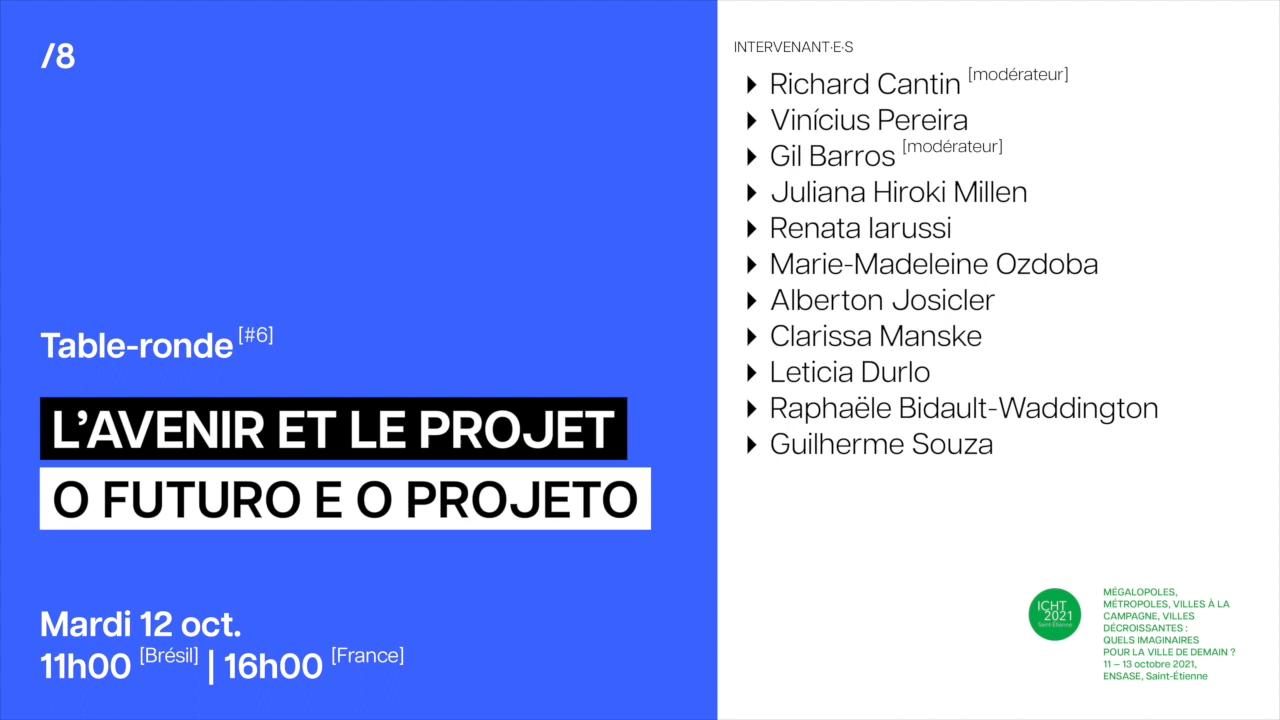 /8
Table-ronde [#6]
L’AVENIR ET LE PROJET
O FUTURO E O PROJETO
Mardi 12 oct.
11h00 [Brésil] | 16h00 [France]
INTERVENANT·E·S
Richard Cantin [modérateur]
Vinícius Pereira
Gil Barros [modérateur]
Juliana Hiroki Millen
Renata Iarussi
Marie-Madeleine Ozdoba
Alberton Josicler
Clarissa Manske
Leticia Durlo
Raphaële Bidault-Waddington
Guilherme Souza
ICHT
2021
Saint-Étienne
MÉGALOPOLES,
MÉTROPOLES, VILLES À LA
CAMPAGNE, VILLES
DÉCROISSANTES :
QUELS IMAGINAIRES
POUR LA VILLE DE DEMAIN ?
11 – 13 octobre 2021,
ENSASE, Saint-Étienne